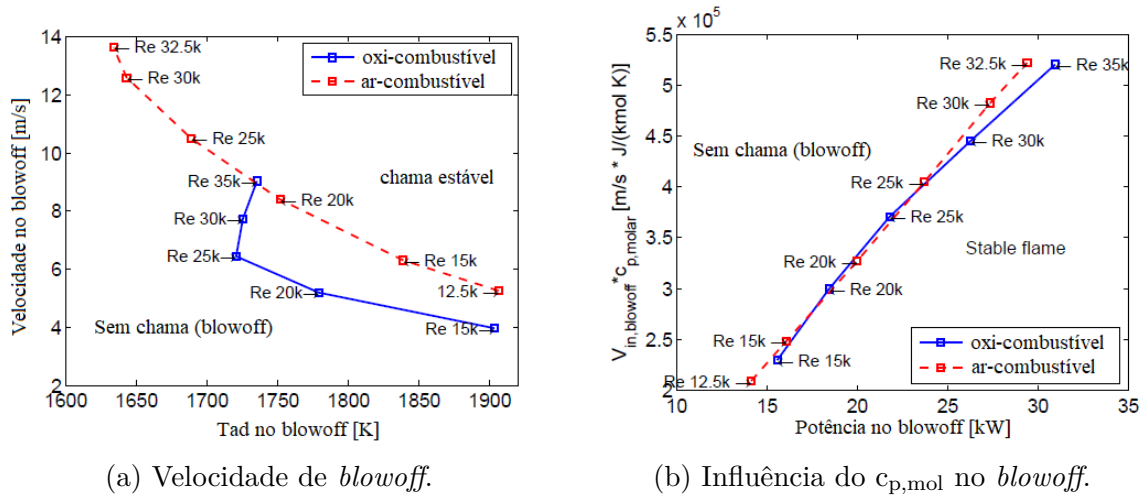 14
12
10
8
6
4
2
1600
1650
1700
1750
1800
1850
1900
Velocidade no blowoff [m/s]
Tad no blowoff [K]
oxi-combustível
ar-combustível
Re 32.5k
Re 30k
Re 25k
Re 35k
Re 20k
chama estável
Re 30k
Re 25k
Re 15k
Re 20k
12.5k
Sem chama (blowoff)
Re 15k
(a) Velocidade de blowoff.
x 10^5
5.5
5
4.5
4
3.5
3
2.5
2
10
15
20
25
30
35
V_in,blowoff *c_p,molar [m/s * J/(kmol K)]
Potência no blowoff [kW]
Re 32.5k
Re 35k
Re 30k
Sem chama (blowoff)
Re 30k
Re 25k
Re 25k
Stable flame
Re 20k
Re 20k
Re 15k
Re 15k
Re 12.5k
oxi-combustível
ar-combustível
(b) Influência do c_p,mol no blowoff.